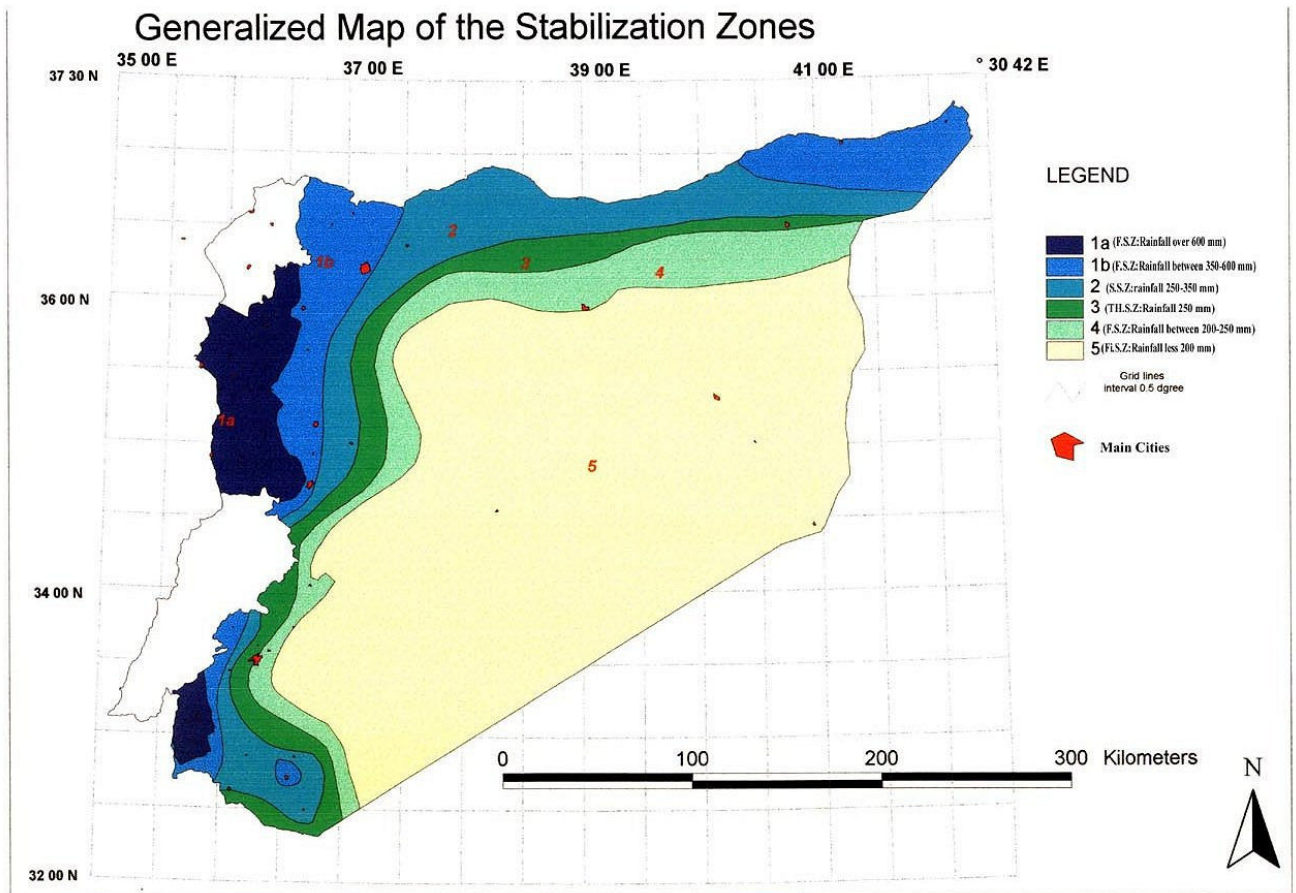 Generalized Map of the Stabilization Zones
35 00 E
37 00 E
39 00 E
41 00 E
° 30 42 E
37 30 N
36 00 N
34 00 N
32 00 N
1a
1b
2
3
4
5
LEGEND
1a (F.S.Z:Rainfall over 600 mm)
1b (F.S.Z:Rainfall between 350-600 mm)
2 (S.S.Z:rainfall 250-350 mm)
3 (TH.S.Z:Rainfall 250 mm)
4 (F.S.Z:Rainfall between 200-250 mm)
5 (Fi.S.Z:Rainfall less 200 mm)
Grid lines
interval 0.5 dgree
Main Cities
0 100 200 300 Kilometers
N